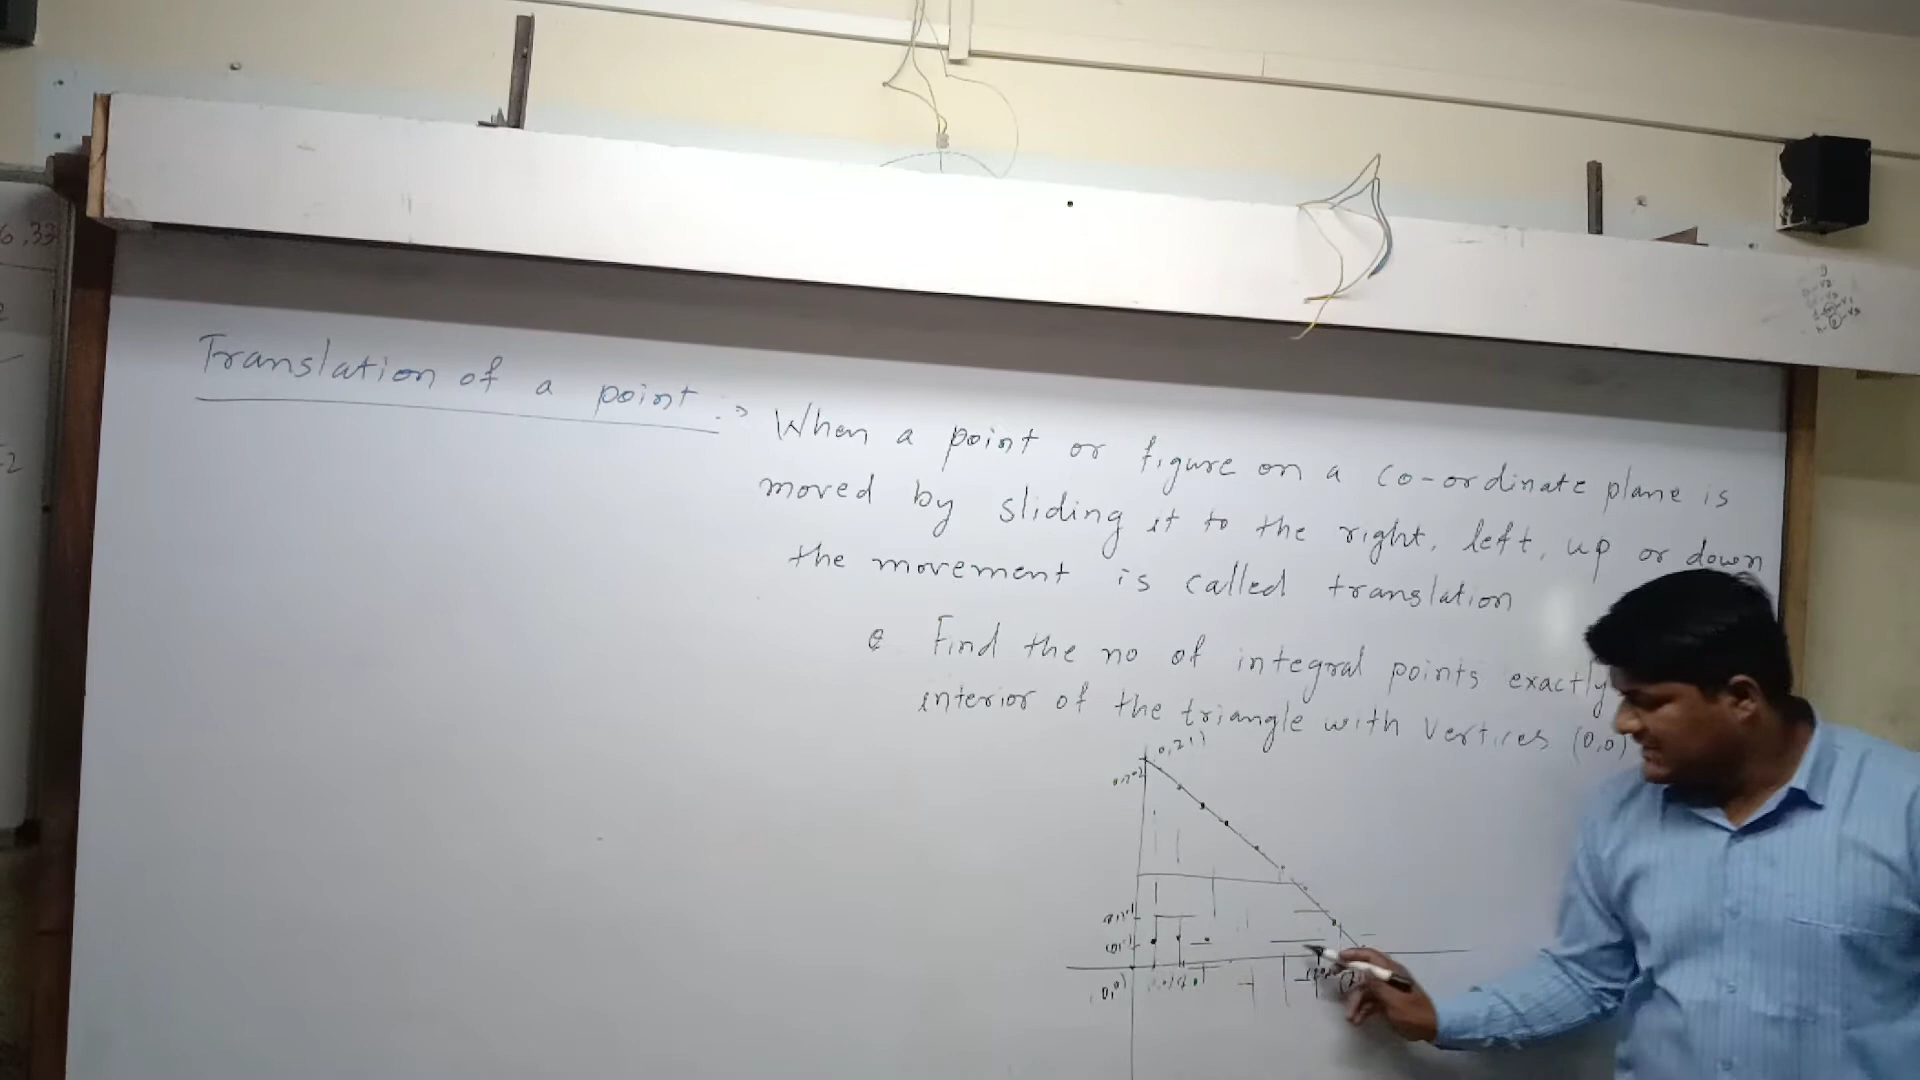 Translation of a point :->
When a point or figure on a co-ordinate plane is
moved by sliding it to the right, left, up or down
the movement is called translation
Find the no of integral points exactly
interior of the triangle with vertices (0,0)
0,21)
(0,0)